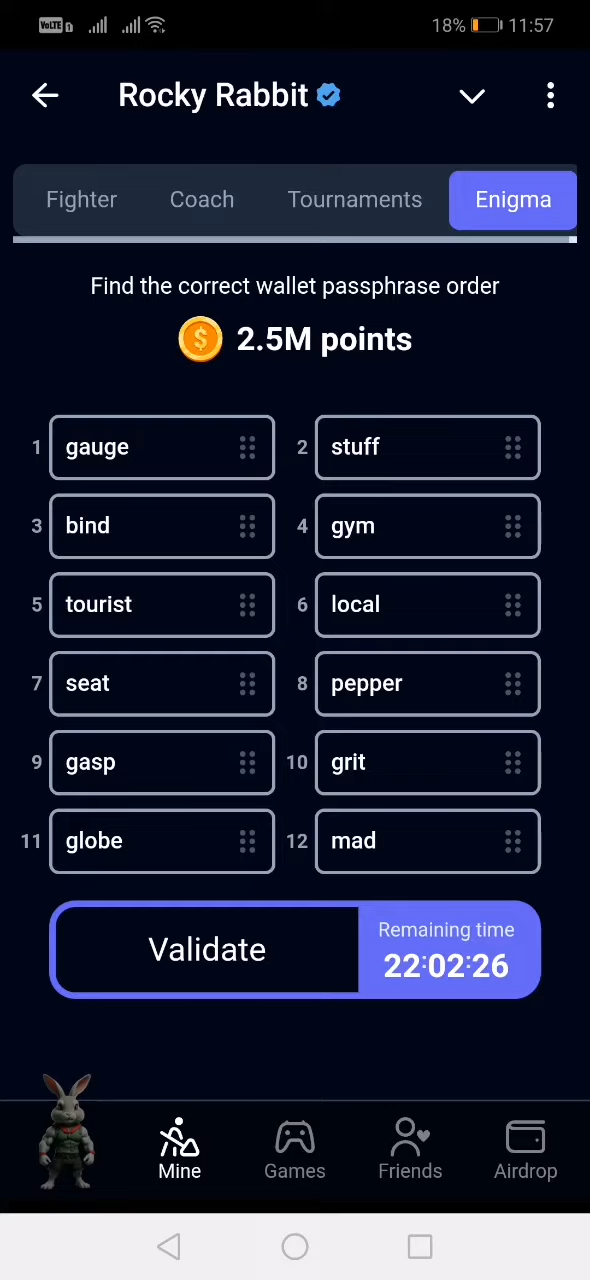 VoLTE 18% 11:57
Rocky Rabbit
Fighter Coach Tournaments Enigma
Find the correct wallet passphrase order
$ 2.5M points
1 gauge 2 stuff
3 bind 4 gym
5 tourist 6 local
7 seat 8 pepper
9 gasp 10 grit
11 globe 12 mad
Validate
Remaining time
22:02:26
Mine Games Friends Airdrop